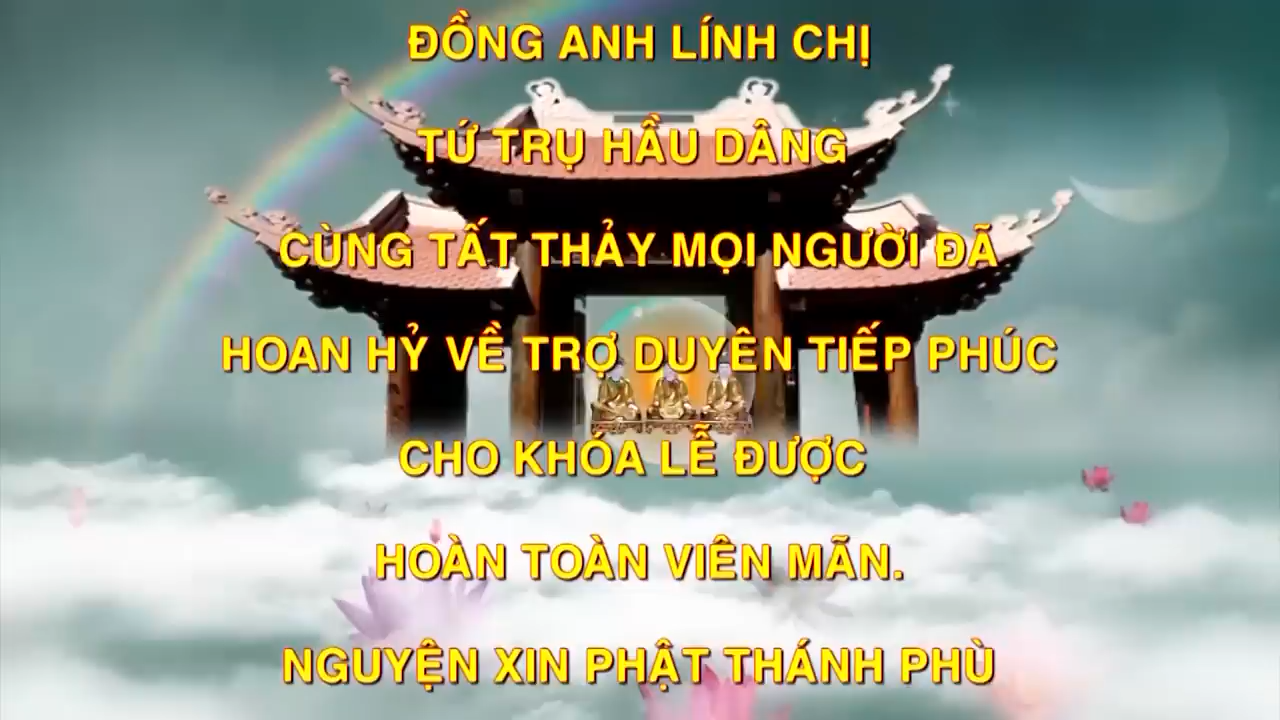 ĐỒNG ANH LÍNH CHỊ
TỨ TRỤ HẦU DÂNG
CÙNG TẤT THẢY MỌI NGƯỜI ĐÃ
HOAN HỶ VỀ TRỢ DUYÊN TIẾP PHÚC
CHO KHÓA LỄ ĐƯỢC
HOÀN TOÀN VIÊN MÃN.
NGUYỆN XIN PHẬT THÁNH PHÙ